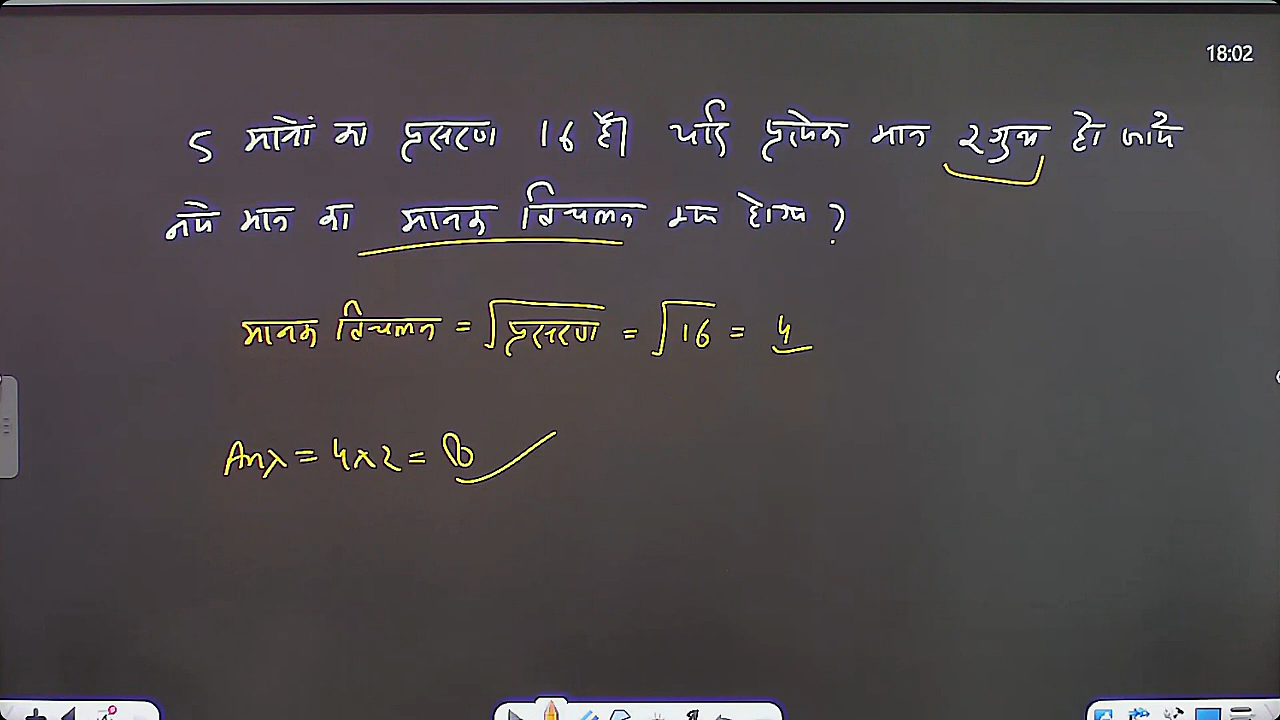 18:02
5 मानों का प्रसरण 16 है। यदि प्रत्येक मान 2 गुना हो जाये
नये मान का मानक विचलन क्या होगा ?
मानक विचलन = √प्रसरण = √16 = 4
Ans = 4×2 = 8